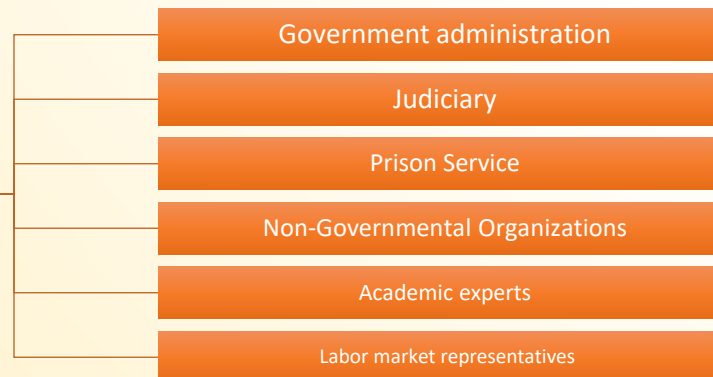 Government administration
Judiciary
Prison Service
Non-Governmental Organizations
Academic experts
Labor market representatives